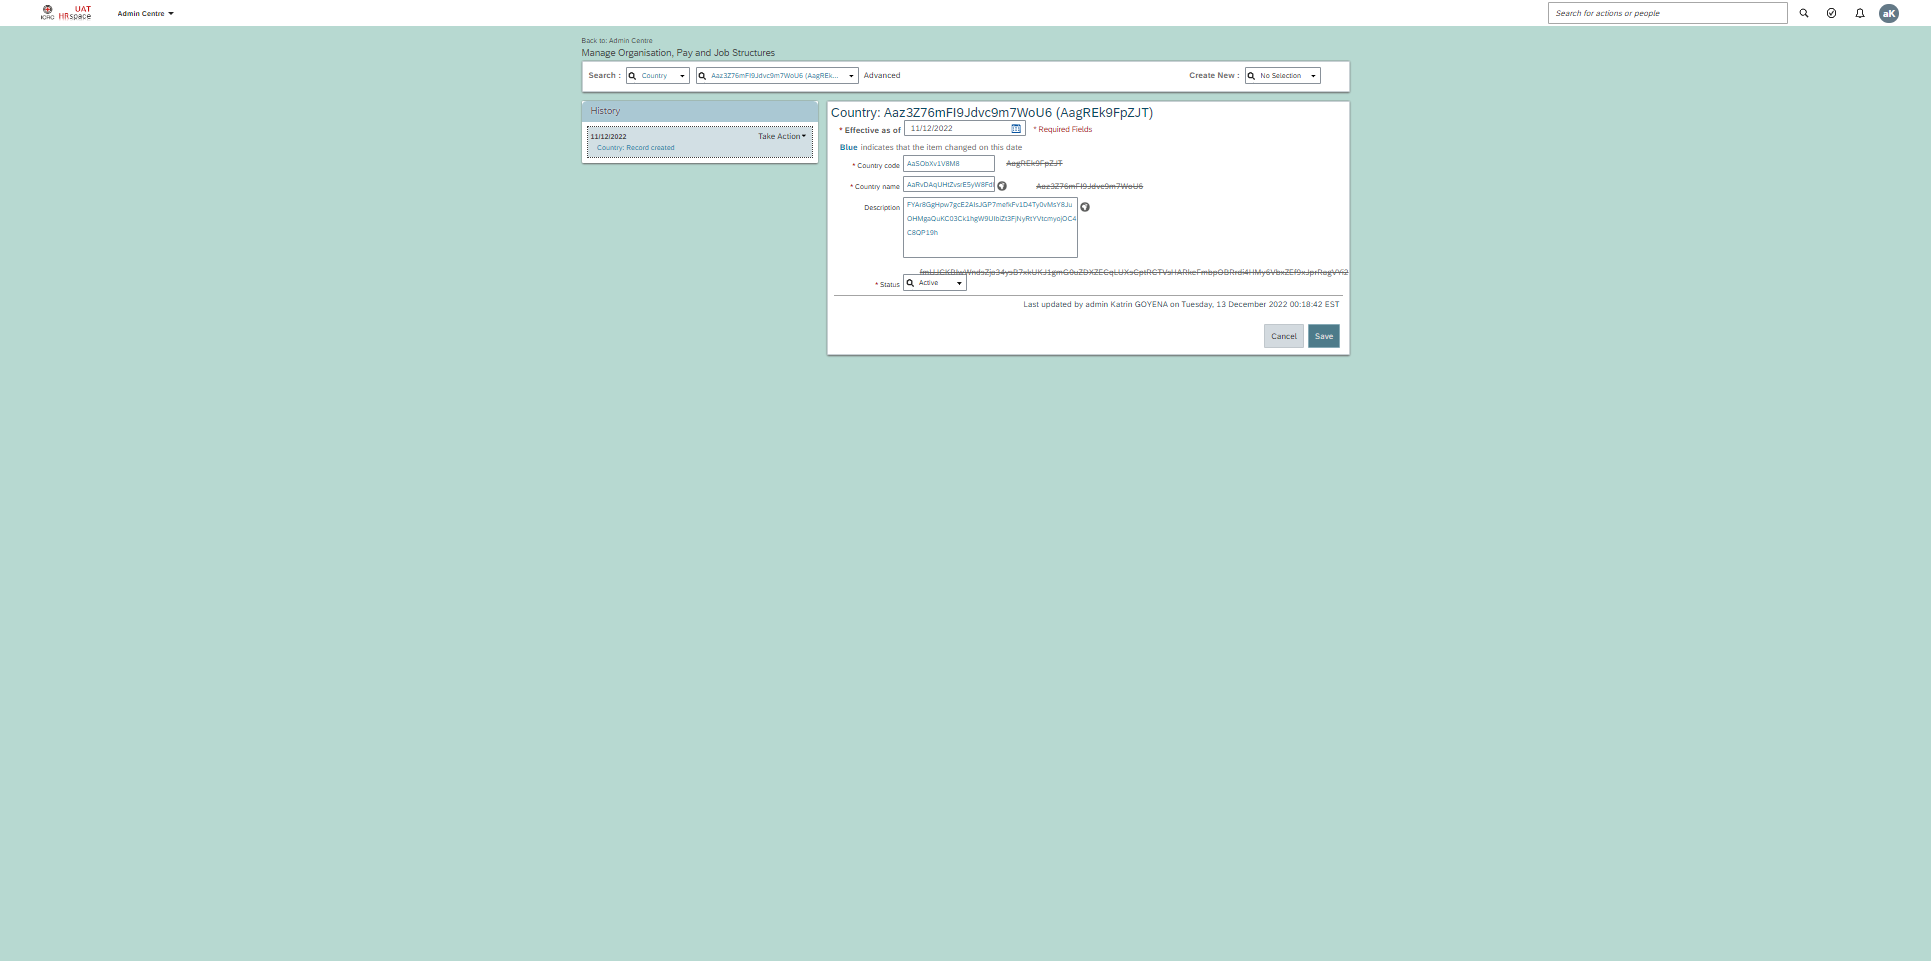 ICRC
UAT
HRspace
Admin Centre
Search for actions or people
aK
Back to: Admin Centre
Manage Organisation, Pay and Job Structures
Search : Country Aaz3Z76mFI9Jdvc9m7WoU6 (AagREk... Advanced Create New : No Selection
History
11/12/2022 Take Action
Country: Record created
Country: Aaz3Z76mFI9Jdvc9m7WoU6 (AagREk9FpZJT)
* Effective as of 11/12/2022 * Required Fields
Blue indicates that the item changed on this date
* Country code AaSObXv1V8M8 AagREk9FpZJT
* Country name Aaz3Z76mFI9Jdvc9m7WoU6
Description
C8QP19h
* Status Active
Last updated by admin Katrin GOYENA on Tuesday, 13 December 2022 00:18:42 EST
Cancel Save